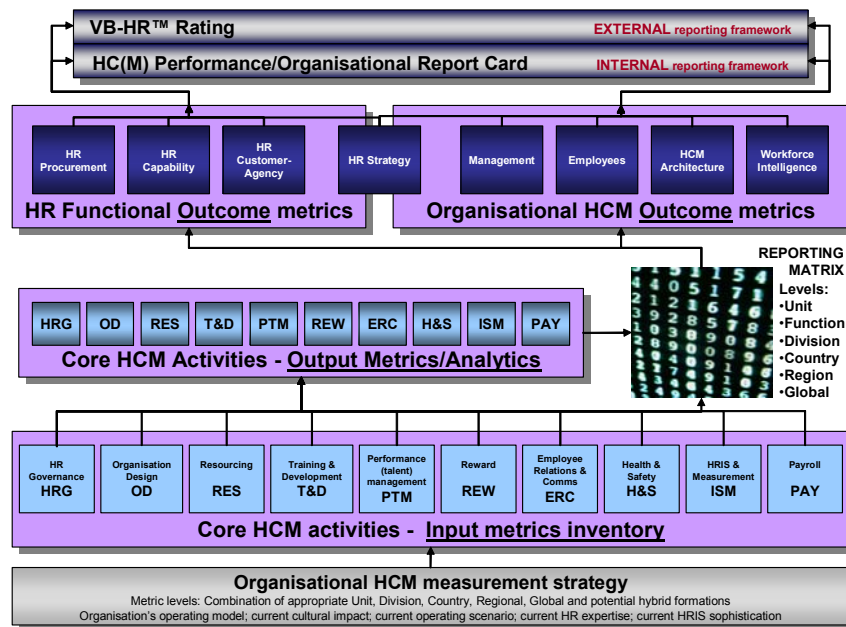 VB-HR™ Rating
EXTERNAL reporting framework
HC(M) Performance/Organisational Report Card
INTERNAL reporting framework
HR
Procurement
HR
Capability
HR
Customer-
Agency
HR Strategy
Management
Employees
HCM
Architecture
Workforce
Intelligence
HR Functional Outcome metrics
Organisational HCM Outcome metrics
REPORTING
MATRIX
Levels:
•Unit
•Function
•Division
•Country
•Region
•Global
HRG
OD
RES
T&D
PTM
REW
ERC
H&S
ISM
PAY
Core HCM Activities - Output Metrics/Analytics
HR
Governance
HRG
Organisation
Design
OD
Resourcing
RES
Training &
Development
T&D
Performance
(talent)
management
PTM
Reward
REW
Employee
Relations &
Comms
ERC
Health &
Safety
H&S
HRIS &
Measurement
ISM
Payroll
PAY
Core HCM activities - Input metrics inventory
Organisational HCM measurement strategy
Metric levels: Combination of appropriate Unit, Division, Country, Regional, Global and potential hybrid formations
Organisation's operating model; current cultural impact; current operating scenario; current HR expertise; current HRIS sophistication